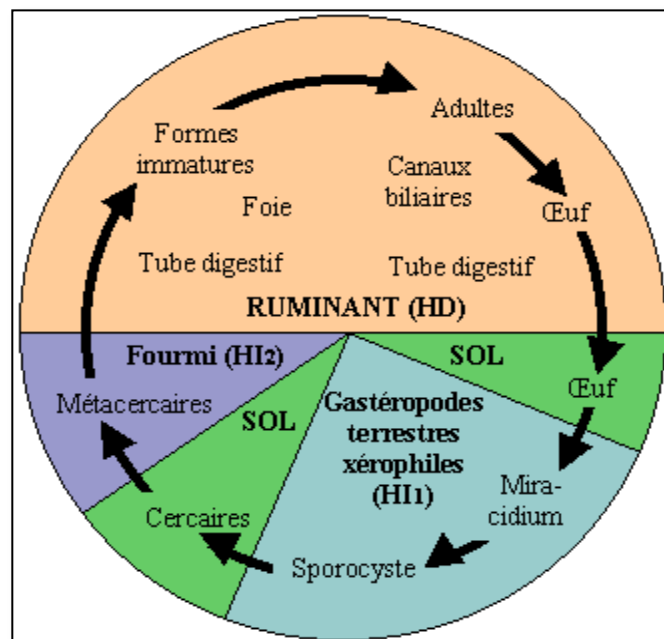 Adultes
Formes
immatures
Canaux
biliaires
Foie
Œuf
Tube digestif
Tube digestif
RUMINANT (HD)
Fourmi (HI2)
SOL
Œuf
Métacercaires
SOL
Gastéropodes
terrestres
xérophiles
(HI1)
Mira-
cidium
Cercaires
Sporocyste